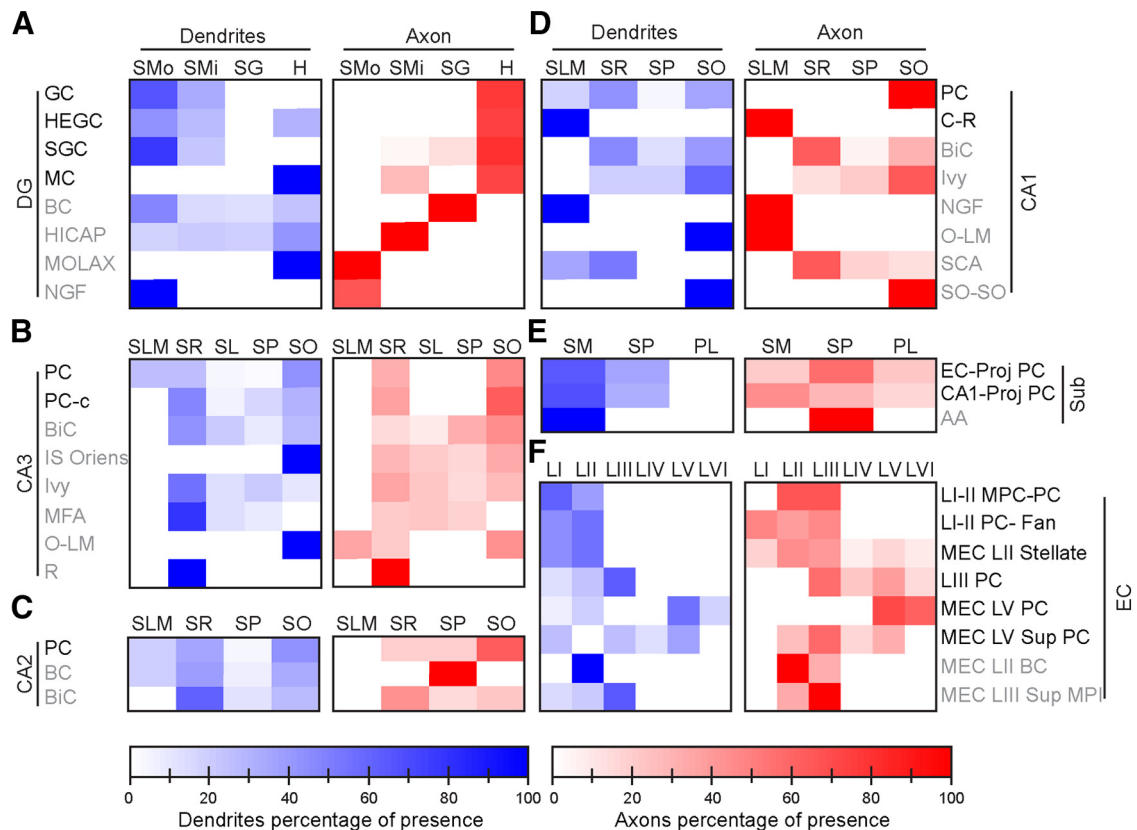 A
Dendrites Axon
SMo SMi SG H SMo SMi SG H
DG
GC
HEGC
SGC
MC
BC
HICAP
MOLAX
NGF
D
Dendrites Axon
SLM SR SP SO SLM SR SP SO
PC
C-R
BiC
Ivy
NGF
O-LM
SCA
SO-SO
CA1
B
SLM SR SL SP SO SLM SR SL SP SO
CA3
PC
PC-c
BiC
IS Oriens
Ivy
MFA
O-LM
R
E
SM SP PL SM SP PL
EC-Proj PC
CA1-Proj PC
AA
Sub
C
SLM SR SP SO SLM SR SP SO
CA2
PC
BC
BiC
F
LI LII LIII LIV LV LVI LI LII LIII LIV LV LVI
LI-II MPC-PC
LI-II PC- Fan
MEC LII Stellate
LIII PC
MEC LV PC
MEC LV Sup PC
MEC LII BC
MEC LIII Sup MPI
EC
0 20 40 60 80 100
Dendrites percentage of presence
0 20 40 60 80 100
Axons percentage of presence